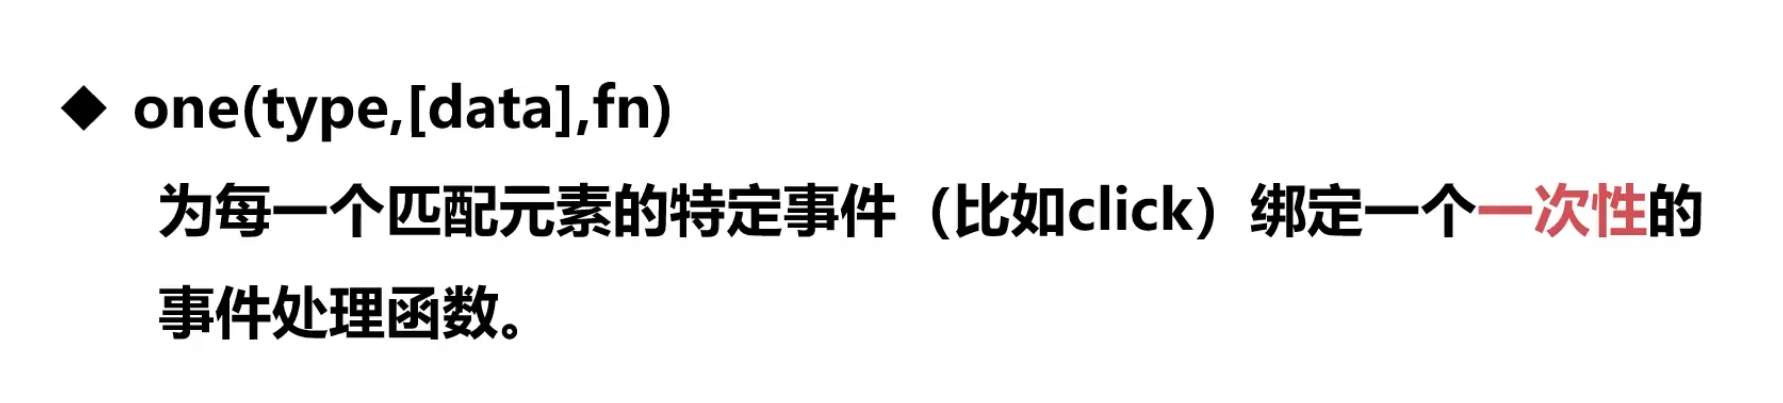 ◆ one(type,[data],fn)
为每一个匹配元素的特定事件（比如click）绑定一个一次性的
事件处理函数。